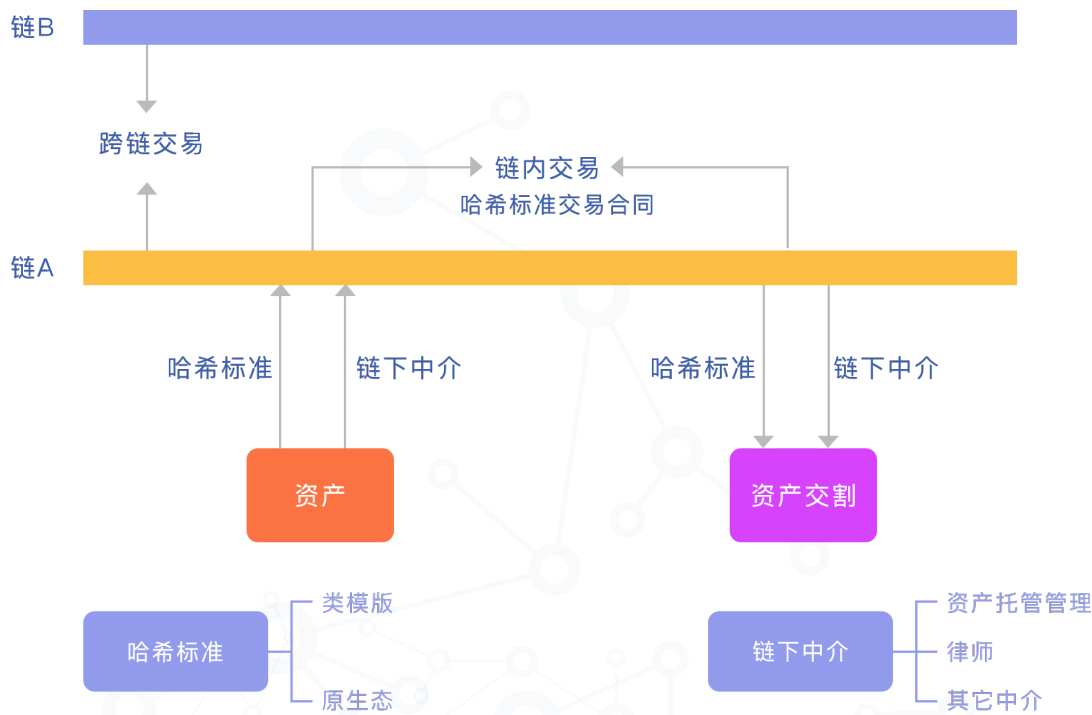 链B
跨链交易
链内交易
哈希标准交易合同
链A
哈希标准
链下中介
哈希标准
链下中介
资产
资产交割
类模版
哈希标准
原生态
资产托管管理
链下中介
律师
其它中介